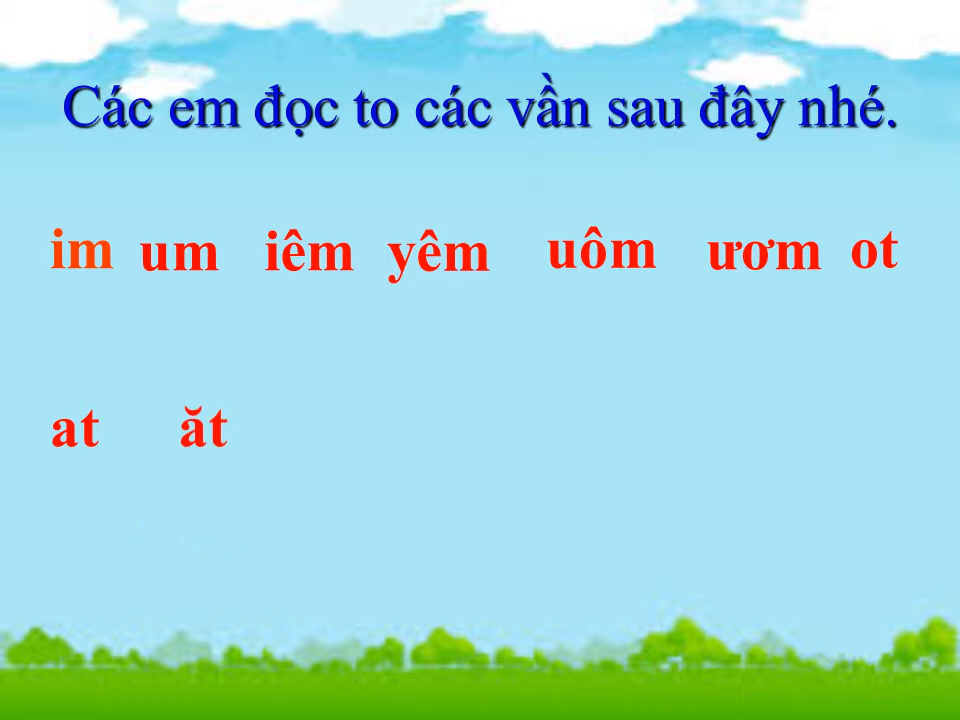 Các em đọc to các vần sau đây nhé.
im um iêm yêm uôm ươm ot
at ăt